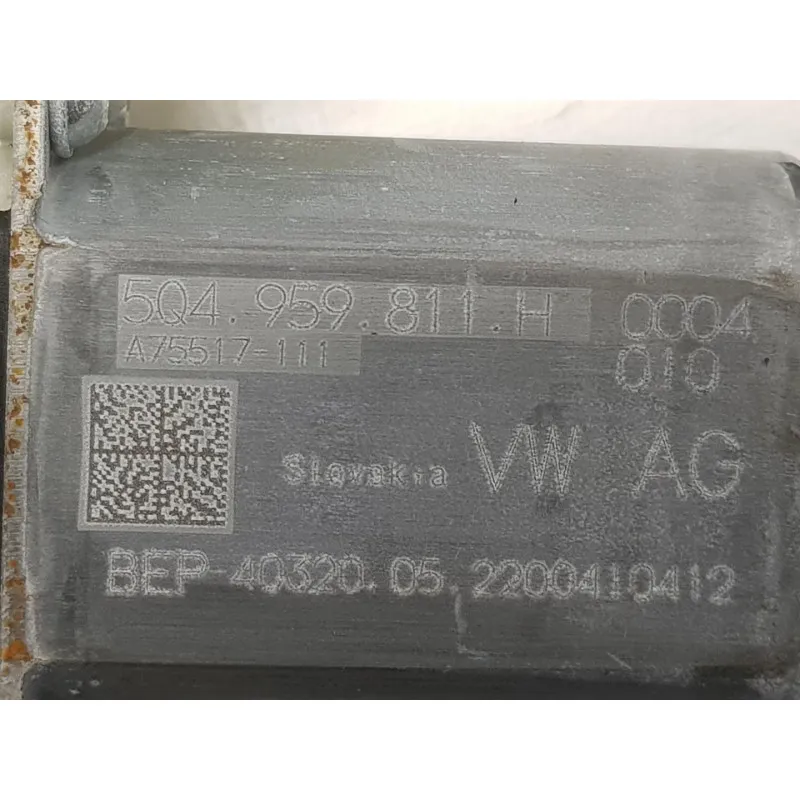 5Q4.959.811.H 0004
A75517-111 010
Slovakia VW AG
BEP-40320.05.2200410412